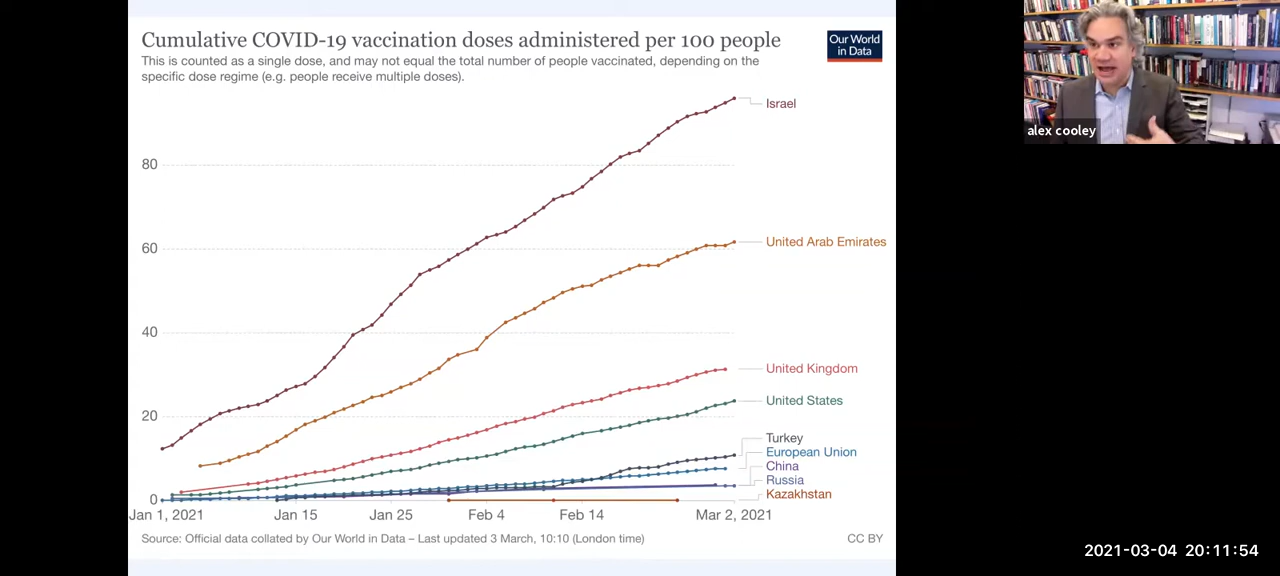 Cumulative COVID-19 vaccination doses administered per 100 people
This is counted as a single dose, and may not equal the total number of people vaccinated, depending on the
specific dose regime (e.g. people receive multiple doses).
Our World
in Data
alex cooley
Israel
80
United Arab Emirates
60
40
United Kingdom
United States
20
Turkey
European Union
China
Russia
Kazakhstan
0
Jan 1, 2021
Jan 15
Jan 25
Feb 4
Feb 14
Mar 2, 2021
Source: Official data collated by Our World in Data – Last updated 3 March, 10:10 (London time)
CC BY
2021-03-04 20:11:54